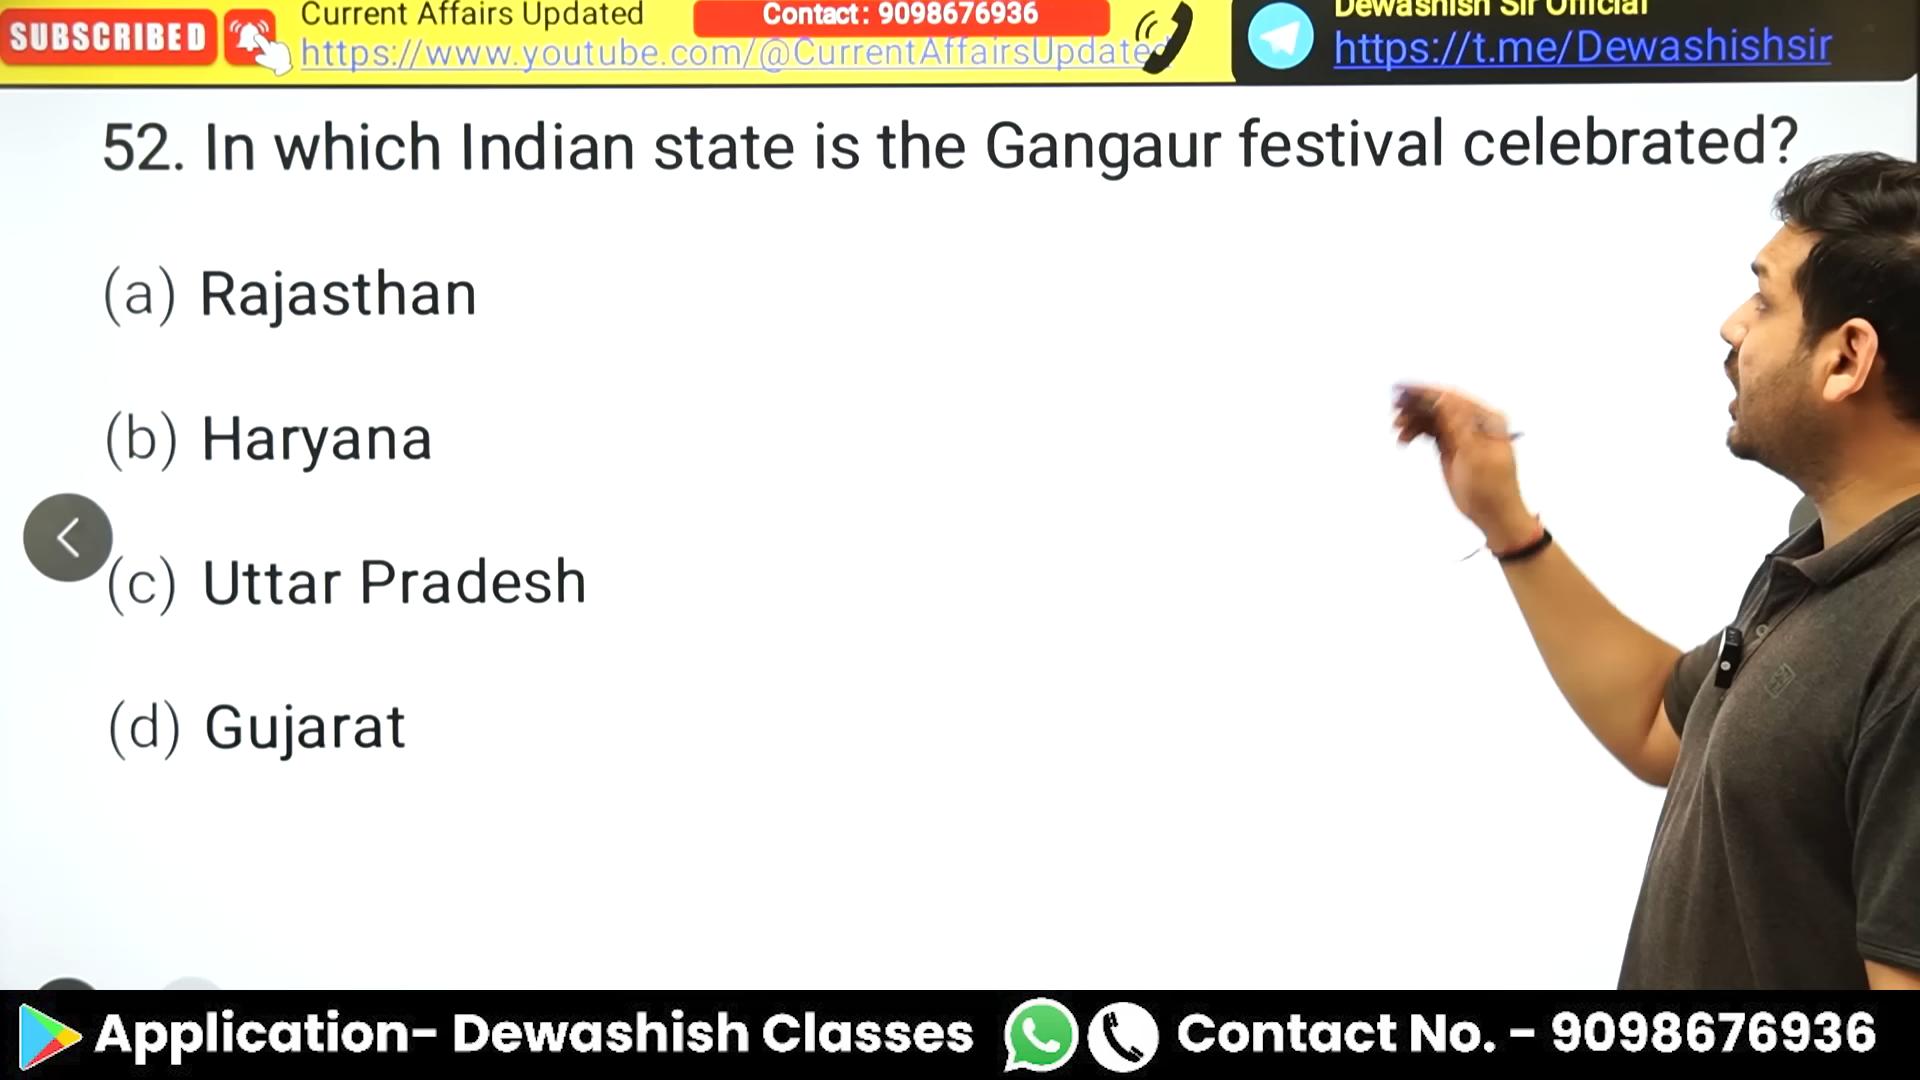 SUBSCRIBED
Current Affairs Updated
https://www.youtube.com/@CurrentAffairsUpdated
Contact: 9098676936
Dewashish Sir Official
https://t.me/Dewashishsir
52. In which Indian state is the Gangaur festival celebrated?
(a) Rajasthan
(b) Haryana
(c) Uttar Pradesh
(d) Gujarat
Application- Dewashish Classes
Contact No. - 9098676936